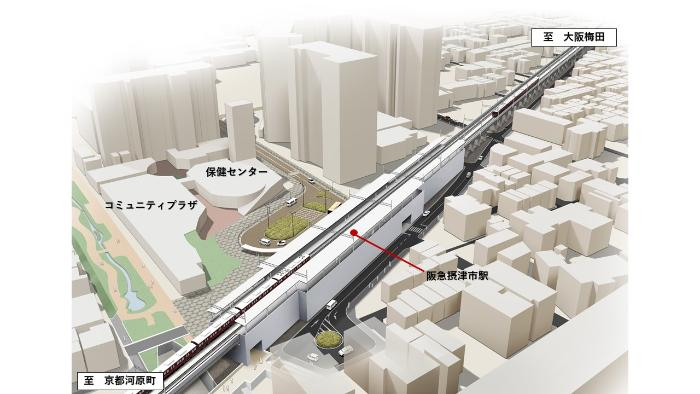 至　大阪梅田
保健センター
コミュニティプラザ
阪急摂津市駅
至　京都河原町